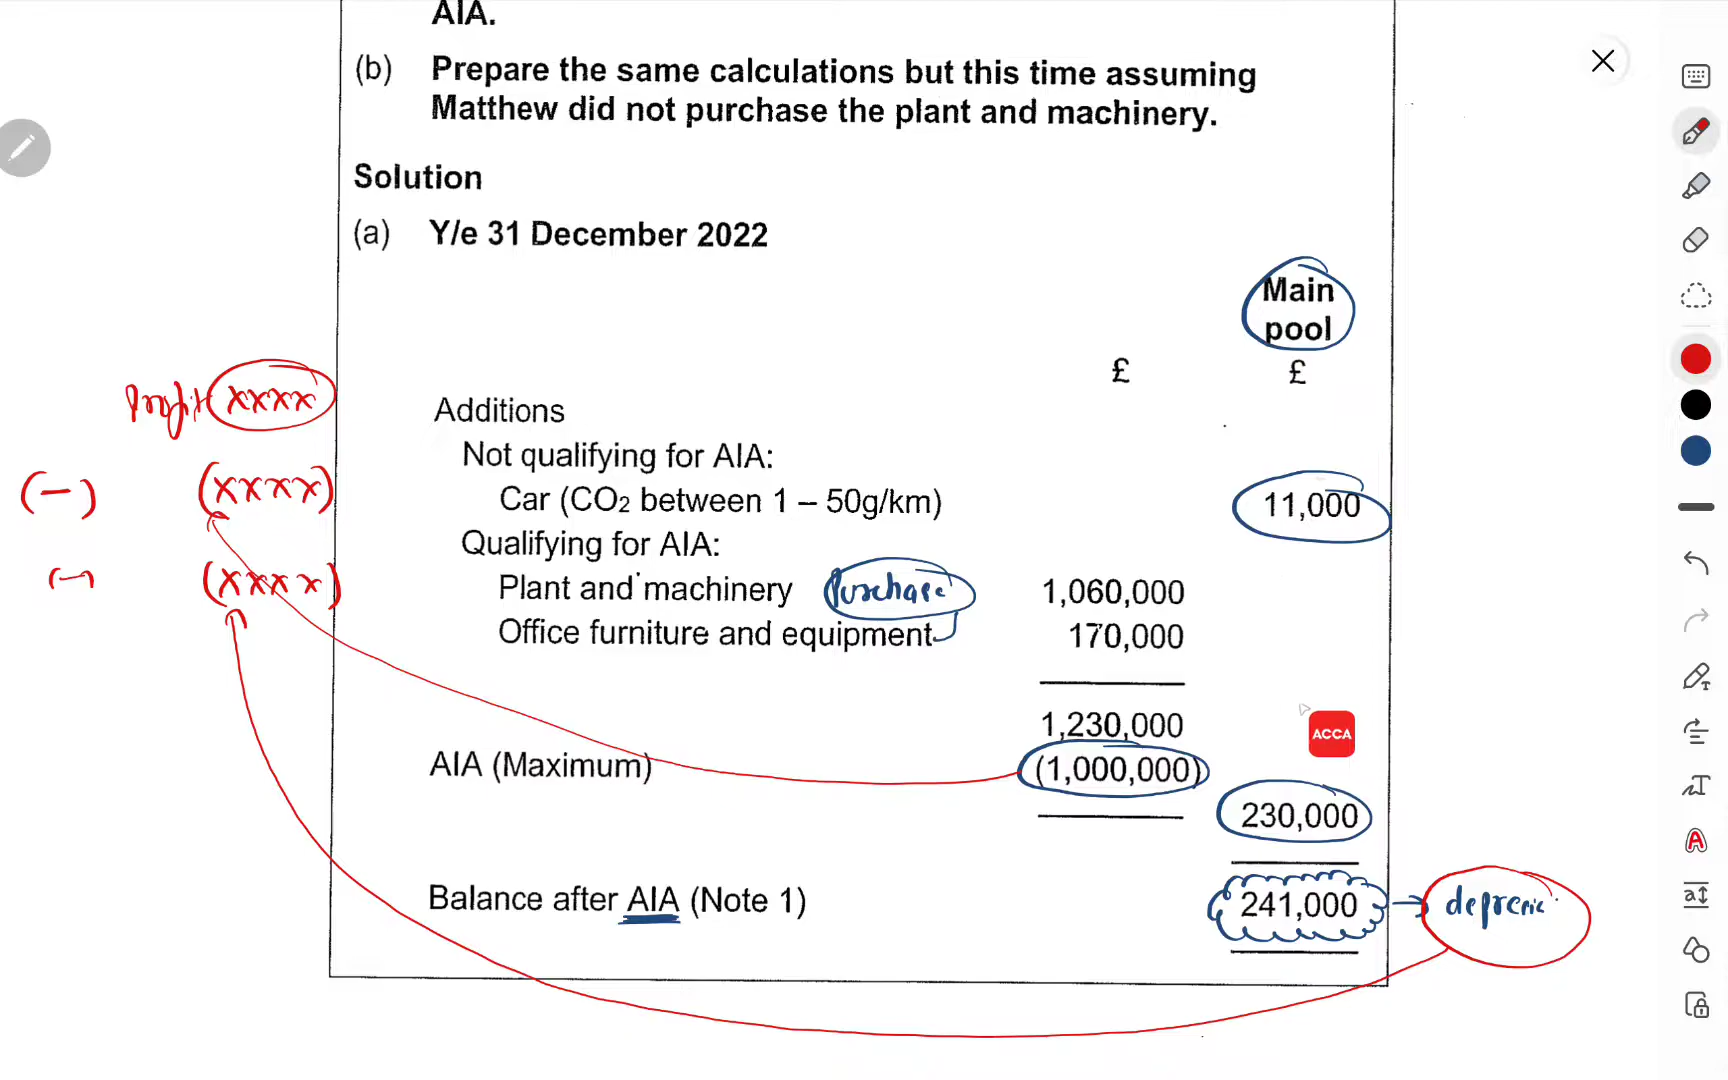 AIA.
(b) Prepare the same calculations but this time assuming
Matthew did not purchase the plant and machinery.
Solution
(a) Y/e 31 December 2022
Main
pool
£ £
Profit xxxx
Additions
Not qualifying for AIA:
(-) (xxxx)
Car (CO2 between 1 – 50g/km) 11,000
Qualifying for AIA:
(-) (xxxx)
Plant and machinery Purchase 1,060,000
Office furniture and equipment 170,000
1,230,000
ACCA
AIA (Maximum) (1,000,000)
230,000
Balance after AIA (Note 1) 241,000 → deprecic